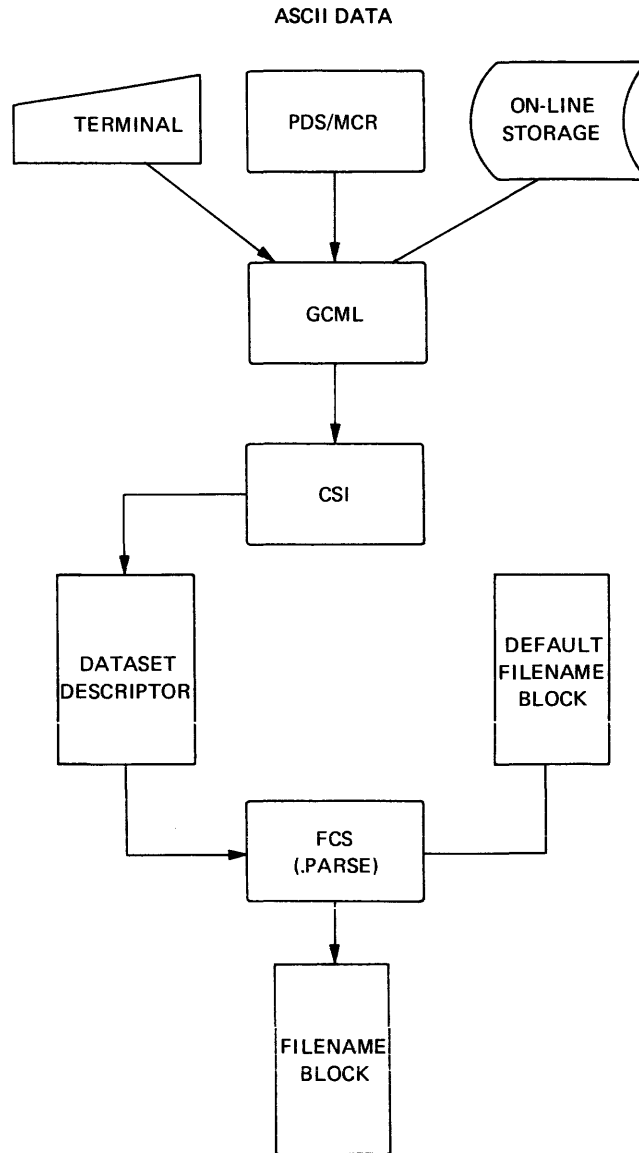 ASCII DATA
TERMINAL
PDS/MCR
ON-LINE
STORAGE
GCML
CSI
DATASET
DESCRIPTOR
DEFAULT
FILENAME
BLOCK
FCS
(.PARSE)
FILENAME
BLOCK